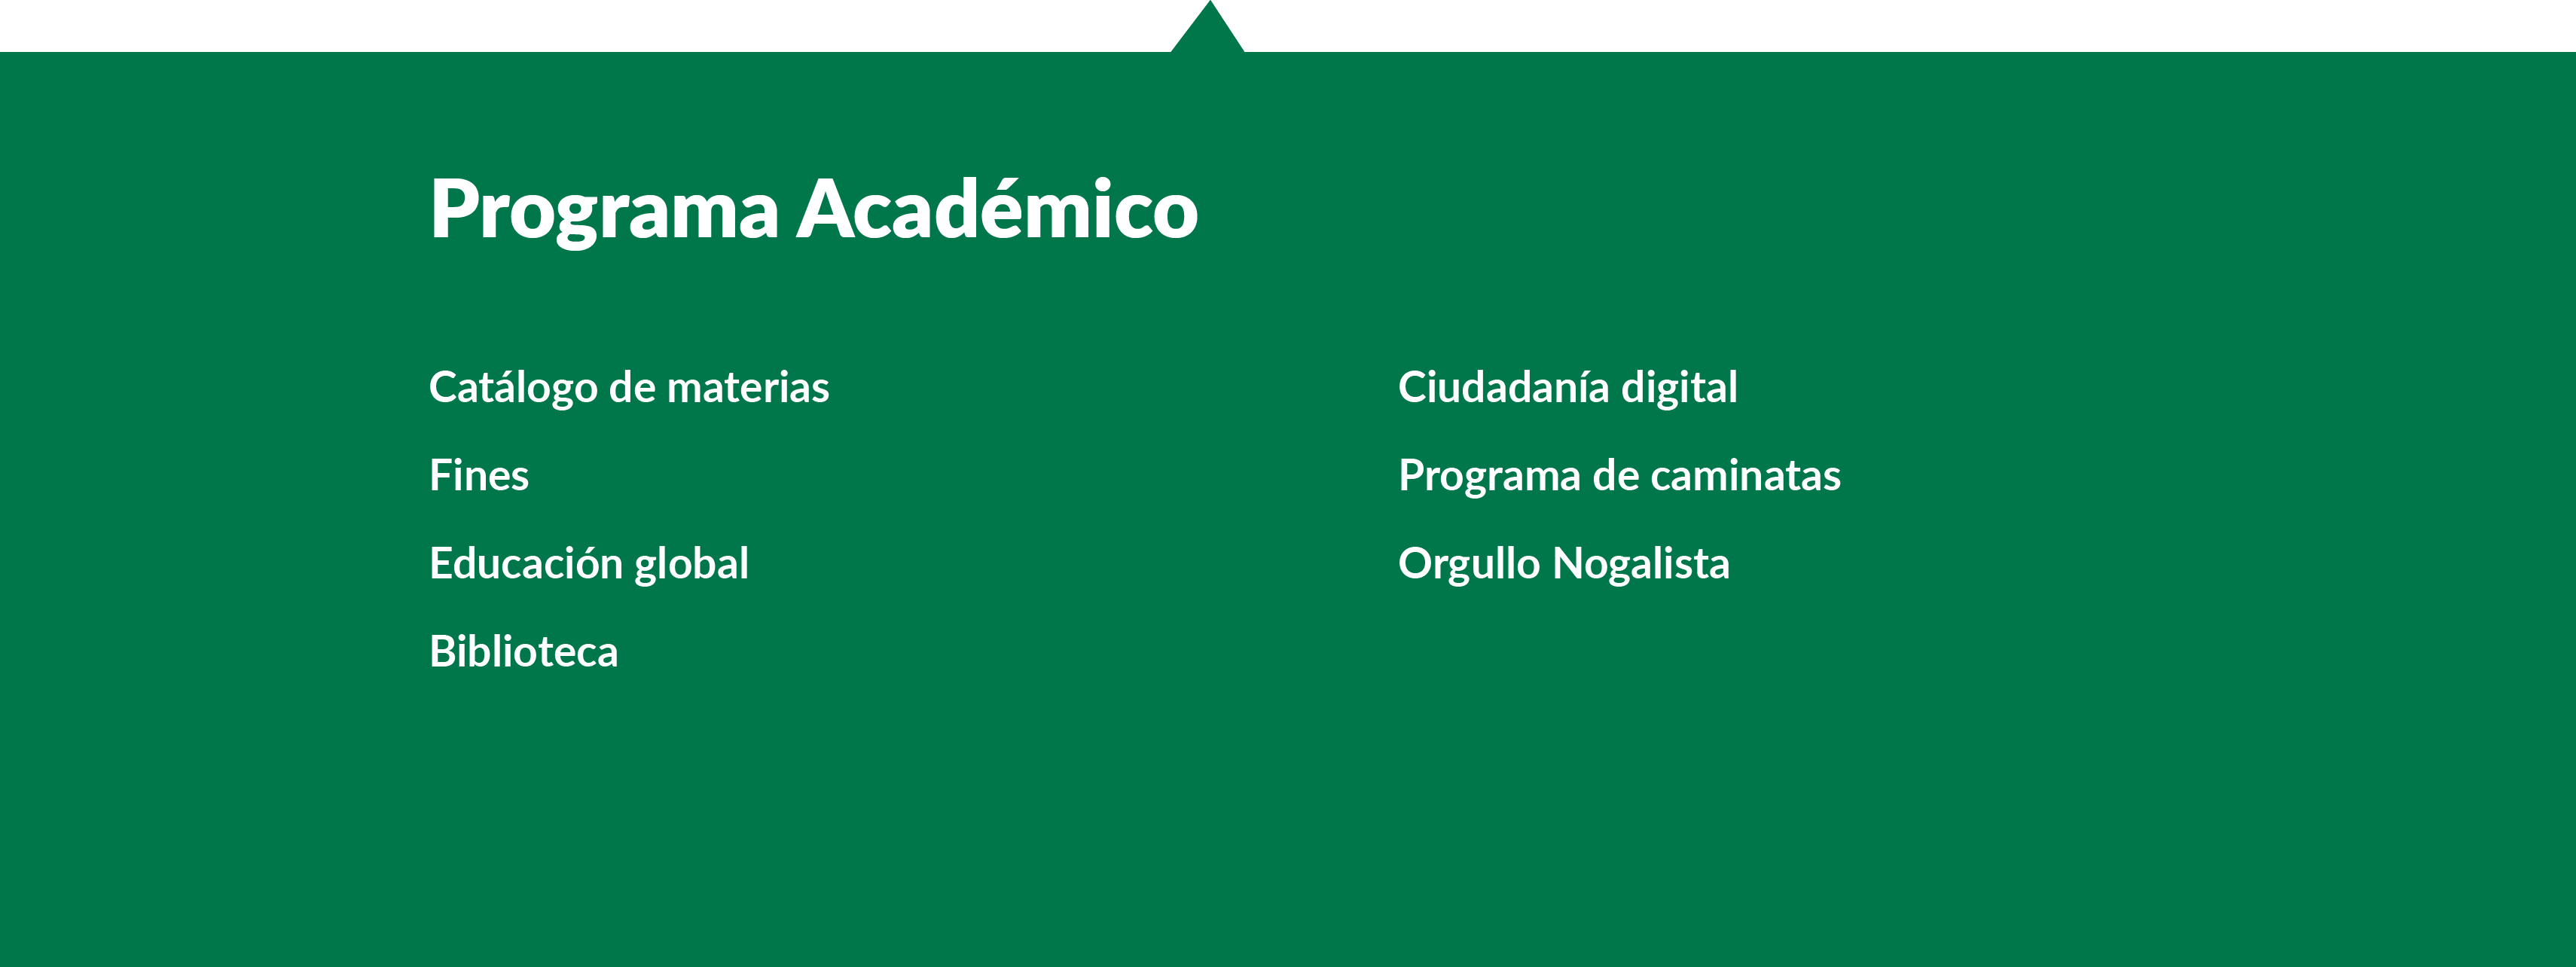 Programa Académico
Catálogo de materias
Fines
Educación global
Biblioteca
Ciudadanía digital
Programa de caminatas
Orgullo Nogalista